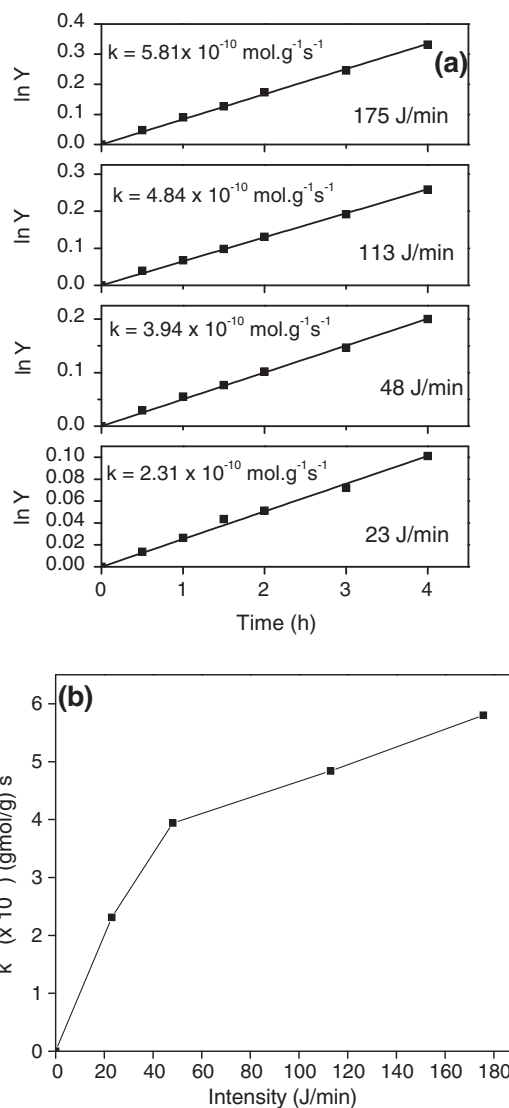 0.4
k = 5.81x 10⁻¹⁰ mol.g⁻¹s⁻¹
(a)
0.3
ln Y
0.2
0.1
175 J/min
0.0
0.3
k = 4.84 x 10⁻¹⁰ mol.g⁻¹s⁻¹
0.2
ln Y
0.1
113 J/min
0.0
0.2
k = 3.94 x 10⁻¹⁰ mol.g⁻¹s⁻¹
ln Y
0.1
48 J/min
0.0
0.10
k = 2.31 x 10⁻¹⁰ mol.g⁻¹s⁻¹
0.08
ln Y
0.06
0.04
23 J/min
0.02
0.00
0 1 2 3 4
Time (h)
(b)
6
5
4
3
2
1
0
k (x 10 ) (gmol/g) s
0 20 40 60 80 100 120 140 160 180
Intensity (J/min)